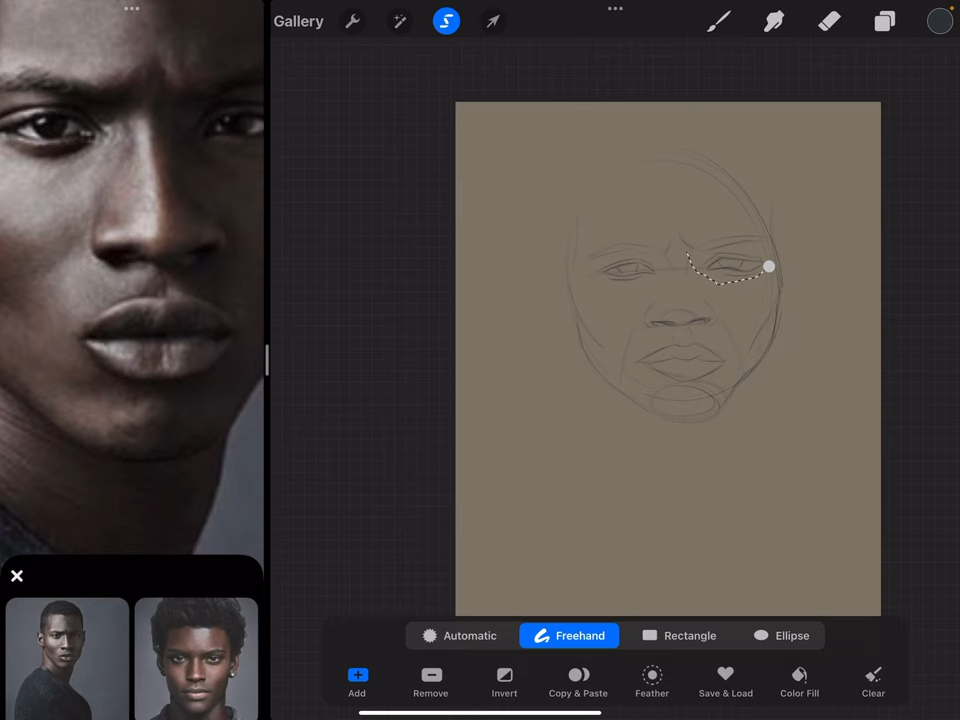 Gallery
Automatic Freehand Rectangle Ellipse
Add Remove Invert Copy & Paste Feather Save & Load Color Fill Clear